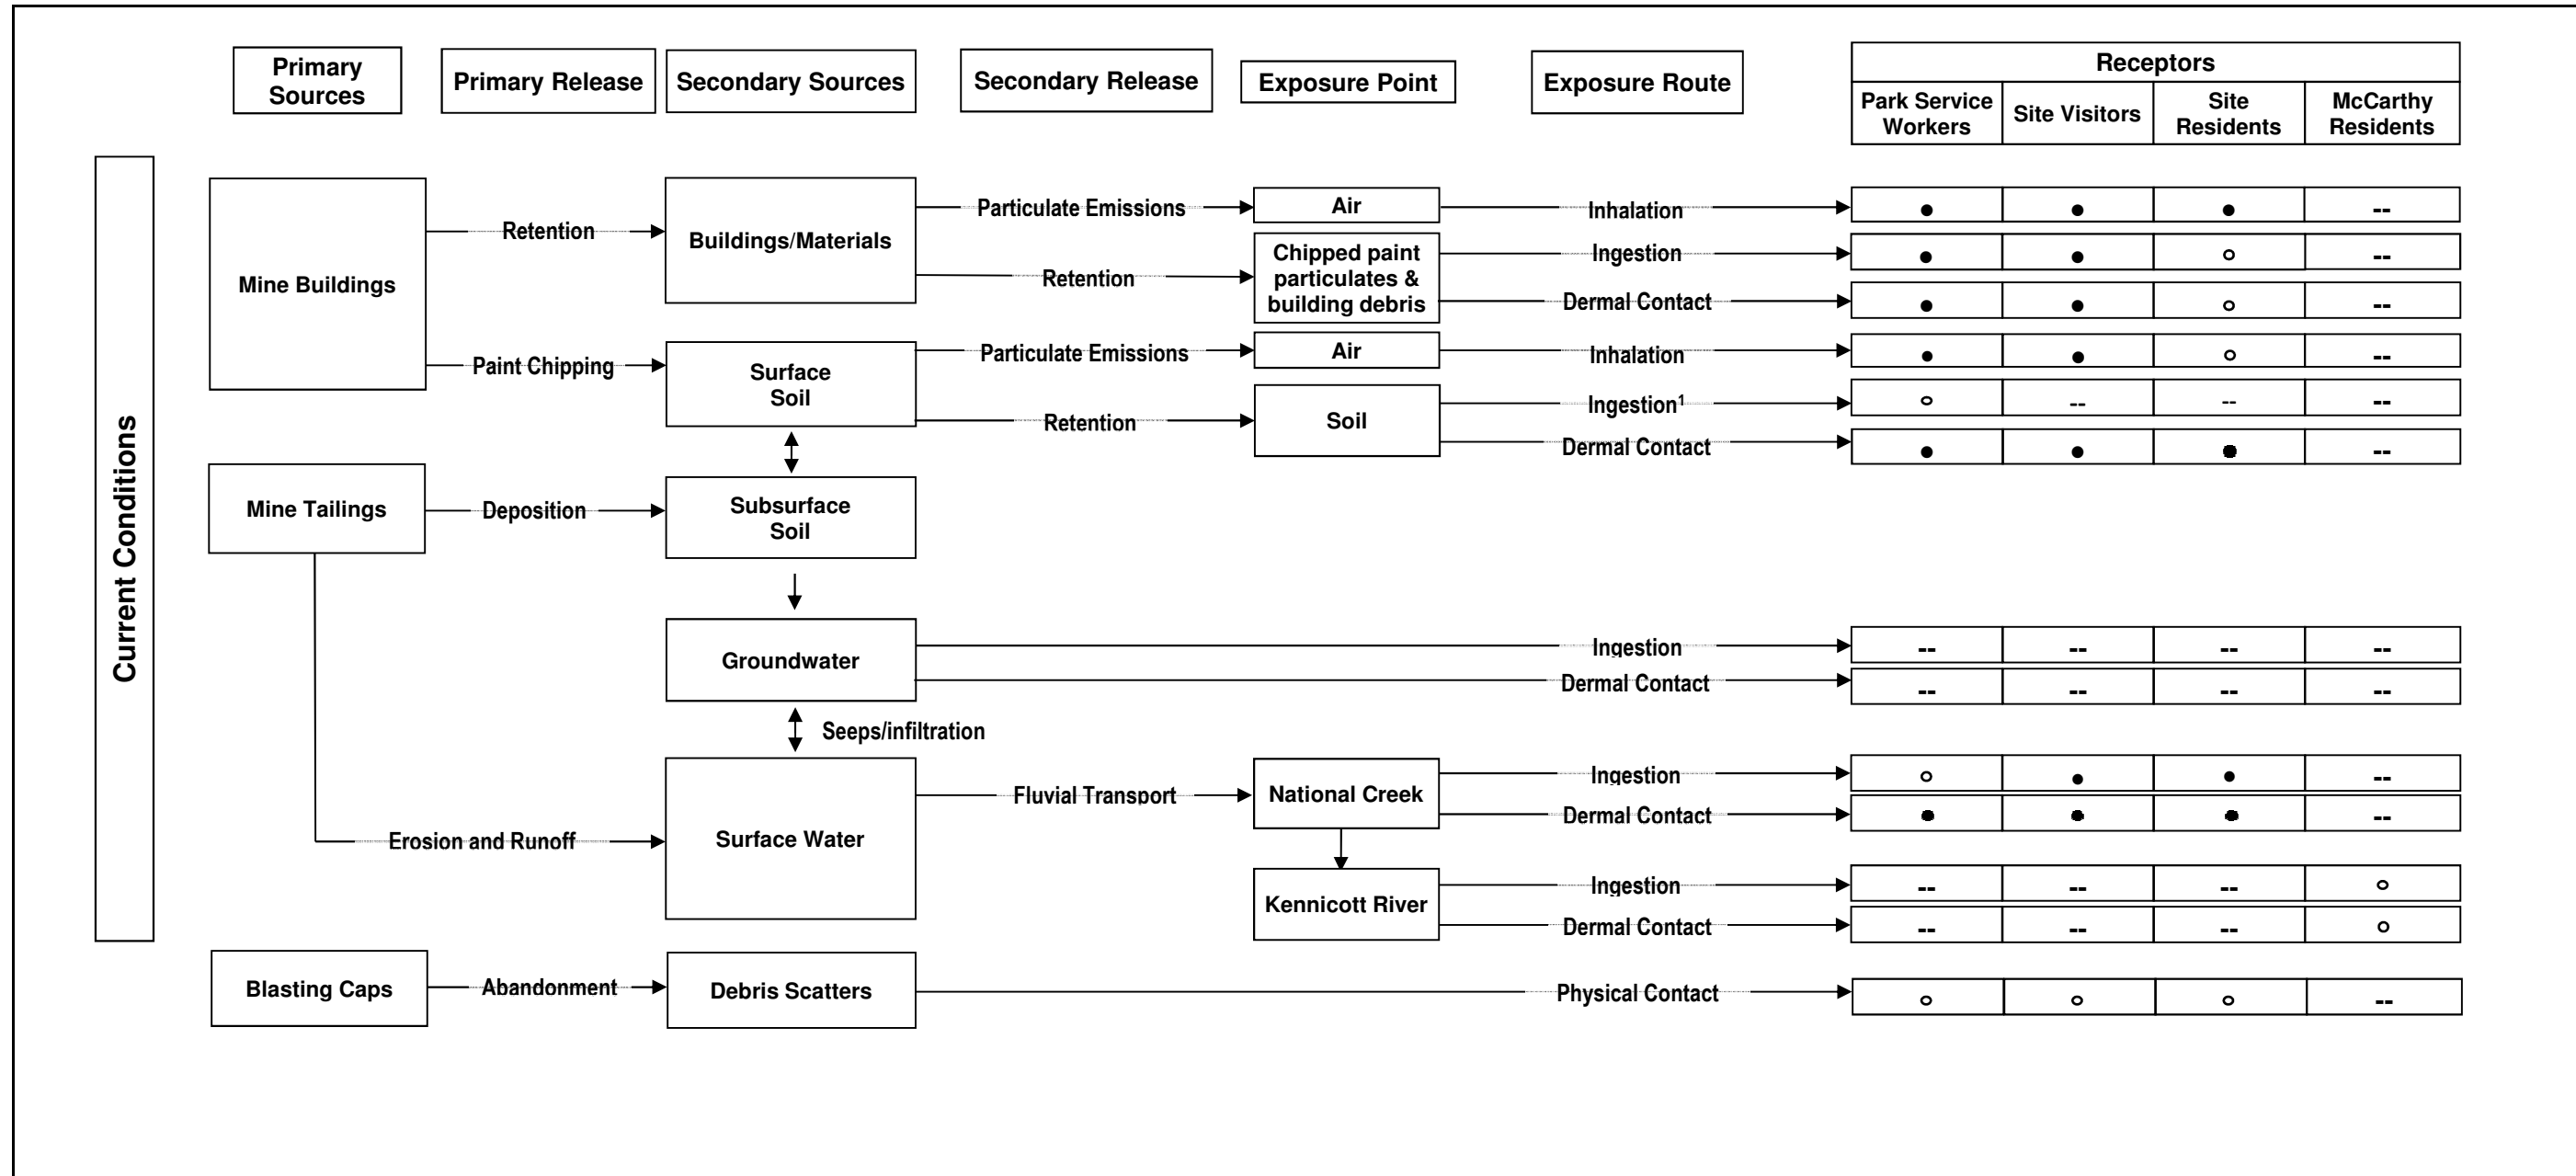 Primary
Sources
Primary Release
Secondary Sources
Secondary Release
Exposure Point
Exposure Route
Receptors
Park Service
Workers
Site Visitors
Site
Residents
McCarthy
Residents
Current Conditions
Mine Buildings
Retention
Buildings/Materials
Particulate Emissions
Air
Inhalation
● ● ● --
Retention
Chipped paint
particulates &
building debris
Ingestion
● ● ○ --
Dermal Contact
● ● ○ --
Paint Chipping
Surface
Soil
Particulate Emissions
Air
Inhalation
● ● ○ --
Retention
Soil
Ingestion¹
○ -- -- --
Dermal Contact
● ● ● --
Mine Tailings
Deposition
Subsurface
Soil
Groundwater
Ingestion
-- -- -- --
Dermal Contact
-- -- -- --
Seeps/infiltration
Erosion and Runoff
Surface Water
Fluvial Transport
National Creek
Ingestion
○ ● ● --
Dermal Contact
● ● ● --
Kennicott River
Ingestion
-- -- -- ○
Dermal Contact
-- -- -- ○
Blasting Caps
Abandonment
Debris Scatters
Physical Contact
○ ○ ○ --